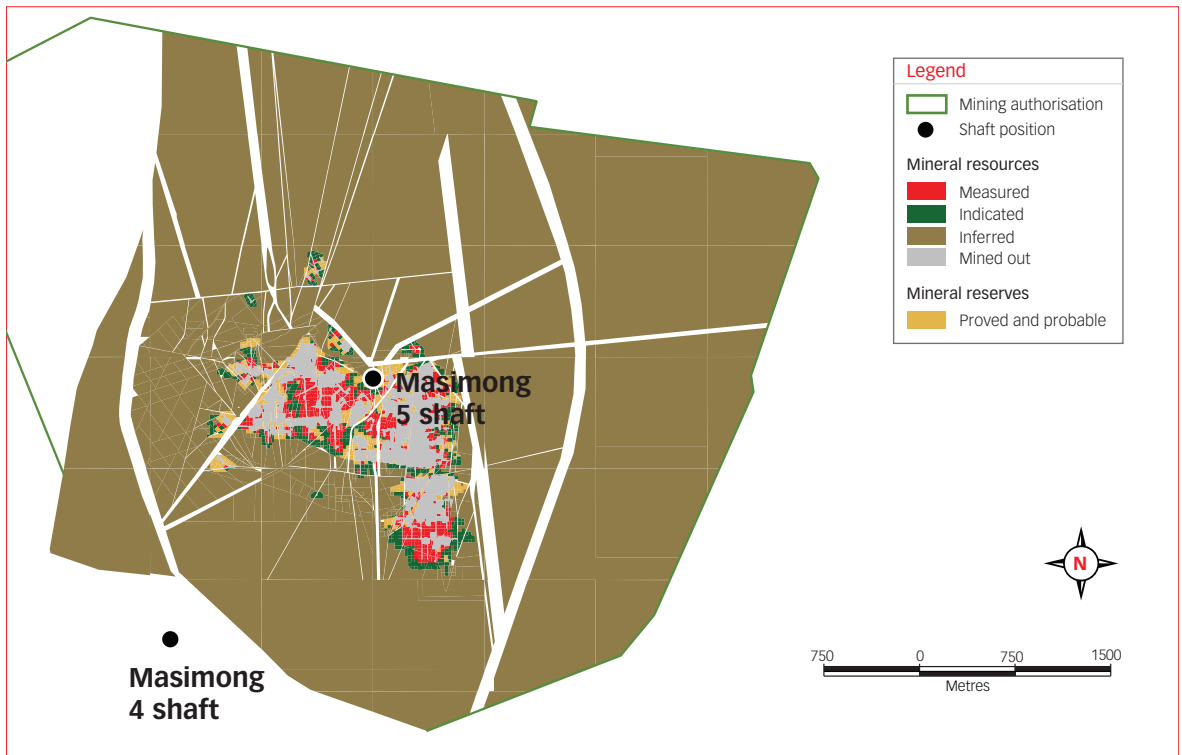 Legend
Mining authorisation
Shaft position
Mineral resources
Measured
Indicated
Inferred
Mined out
Mineral reserves
Proved and probable
Masimong
5 shaft
N
Masimong
4 shaft
750 0 750 1500
Metres